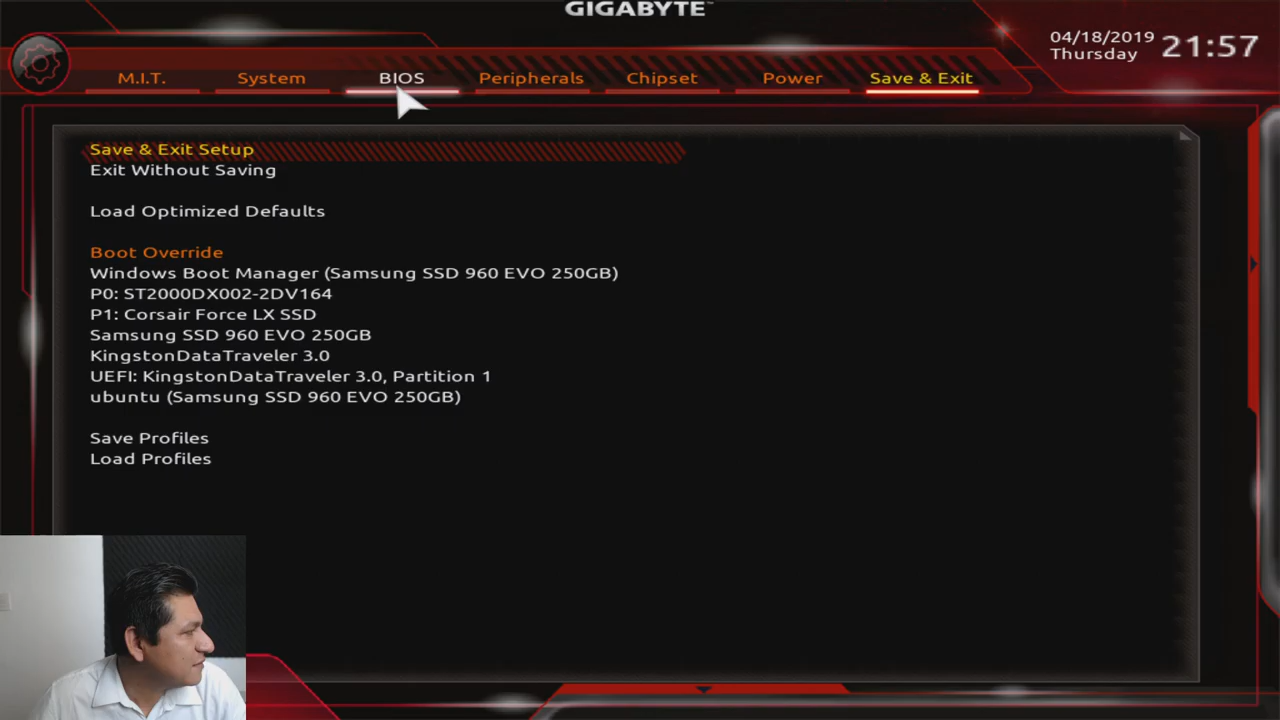 GIGABYTE™
04/18/2019
Thursday
21:57
M.I.T. System BIOS Peripherals Chipset Power Save & Exit
Save & Exit Setup
Exit Without Saving
Load Optimized Defaults
Boot Override
Windows Boot Manager (Samsung SSD 960 EVO 250GB)
P0: ST2000DX002-2DV164
P1: Corsair Force LX SSD
Samsung SSD 960 EVO 250GB
KingstonDataTraveler 3.0
UEFI: KingstonDataTraveler 3.0, Partition 1
ubuntu (Samsung SSD 960 EVO 250GB)
Save Profiles
Load Profiles